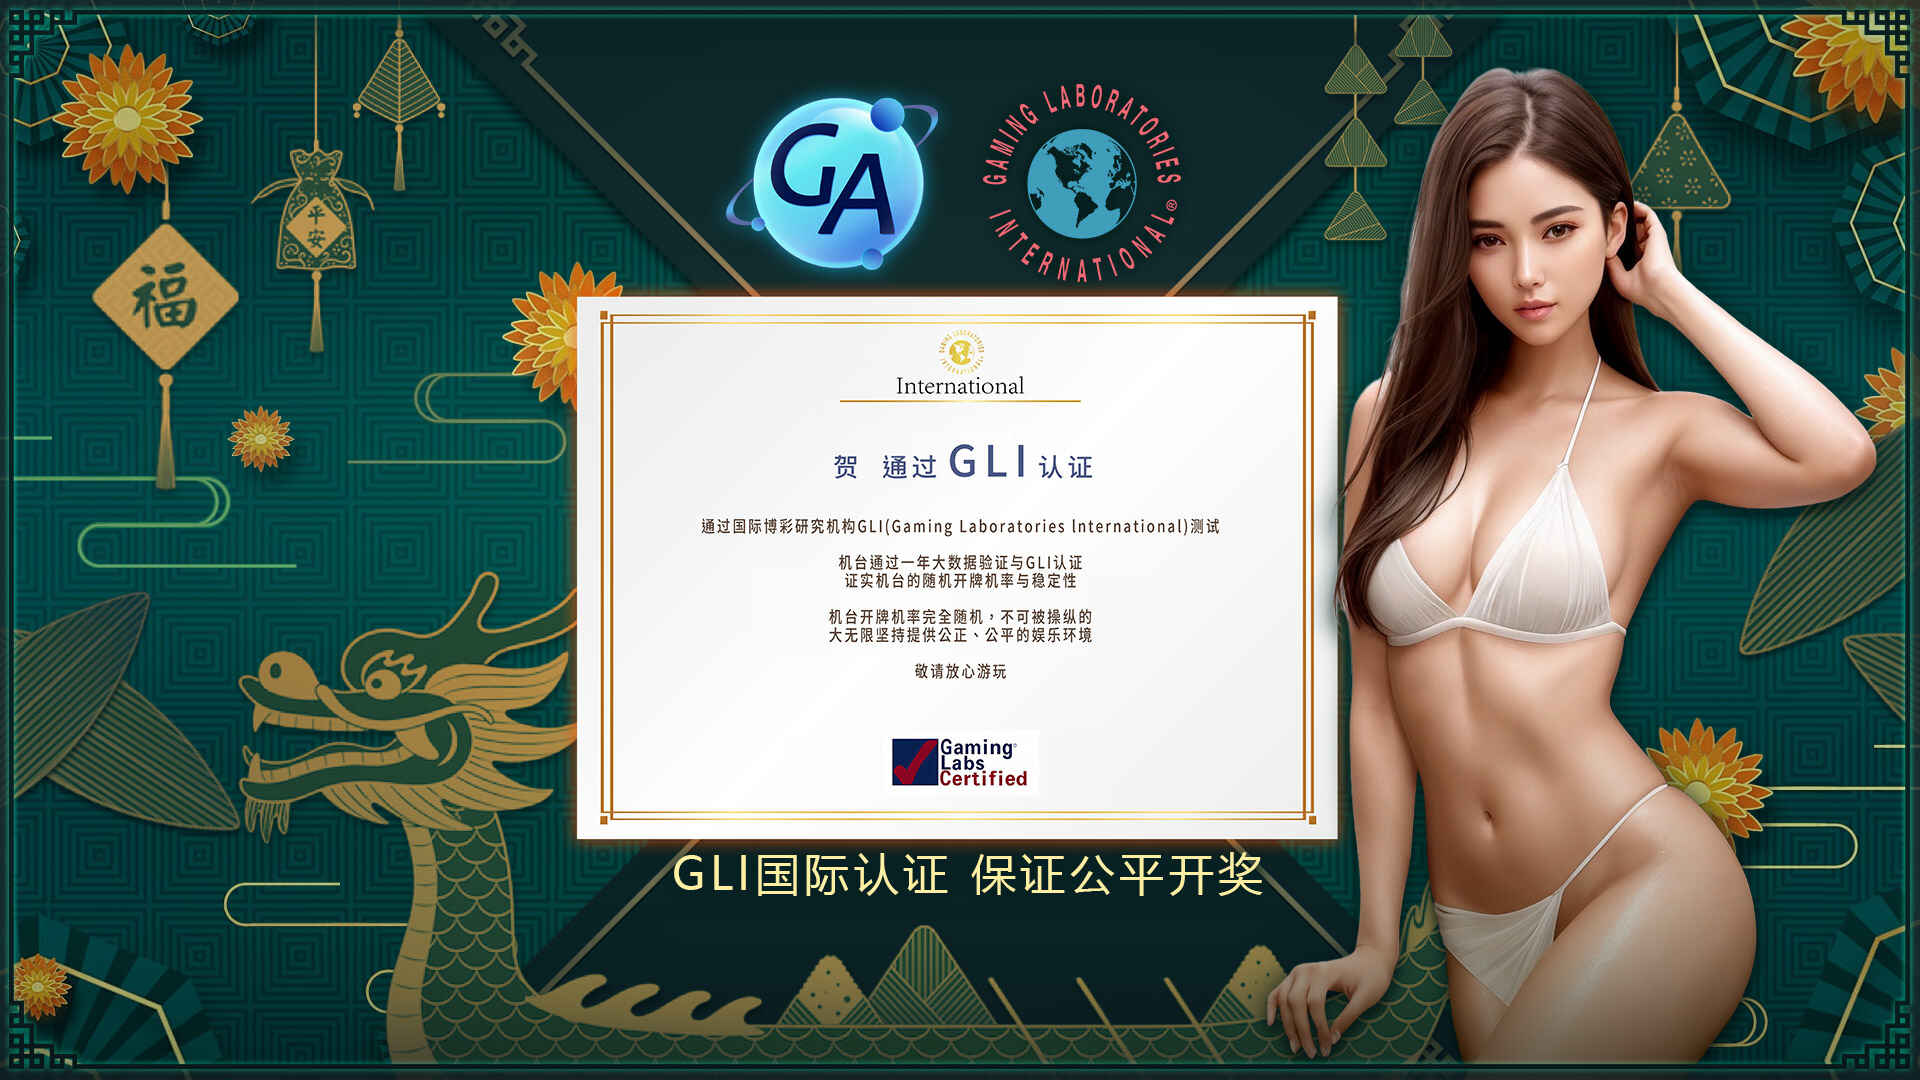 GA
GAMING LABORATORIES
INTERNATIONAL®
平
安
福
GAMING LABORATORIES
INTERNATIONAL
International
贺 通过 GLI 认证
通过国际博彩研究机构GLI(Gaming Laboratories lnternational)测试
机台通过一年大数据验证与GLI认证
证实机台的随机开牌机率与稳定性
机台开牌机率完全随机，不可被操纵的
大无限坚持提供公正、公平的娱乐环境
敬请放心游玩
Gaming®
Labs
Certified
GLI国际认证 保证公平开奖